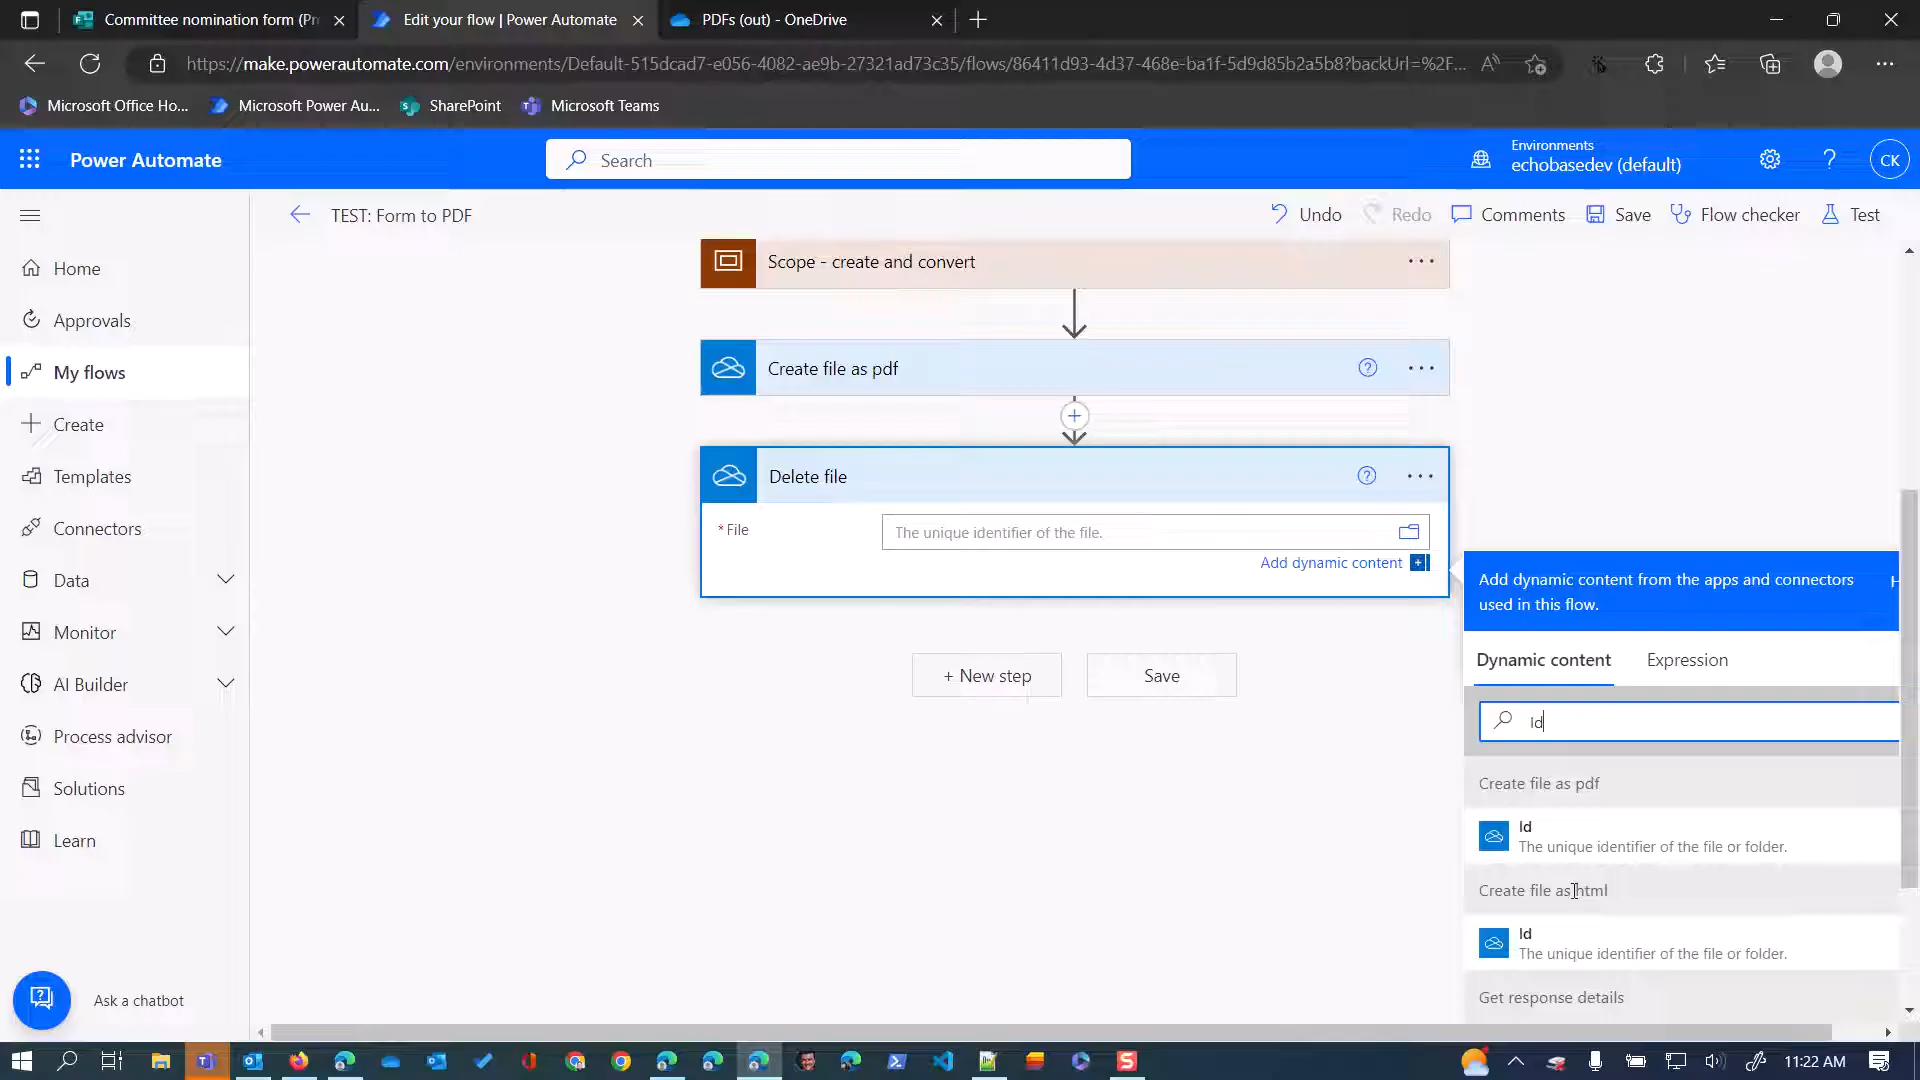 Committee nomination form (Pr
Edit your flow | Power Automate
PDFs (out) - OneDrive
https://make.powerautomate.com/environments/Default-515dcad7-e056-4082-ae9b-27321ad73c35/flows/86411d93-4d37-468e-ba1f-5d9d85b2a5b8?backUrl=%2F...
Microsoft Office Ho...
Microsoft Power Au...
SharePoint
Microsoft Teams
Power Automate
Search
Environments
echobasedev (default)
CK
TEST: Form to PDF
Undo
Redo
Comments
Save
Flow checker
Test
Home
Approvals
My flows
Create
Templates
Connectors
Data
Monitor
AI Builder
Process advisor
Solutions
Learn
Ask a chatbot
Scope - create and convert
Create file as pdf
Delete file
* File
The unique identifier of the file.
Add dynamic content
+ New step
Save
Add dynamic content from the apps and connectors
used in this flow.
H
Dynamic content
Expression
Id
Create file as pdf
Id
The unique identifier of the file or folder.
Create file as html
Id
The unique identifier of the file or folder.
Get response details
11:22 AM